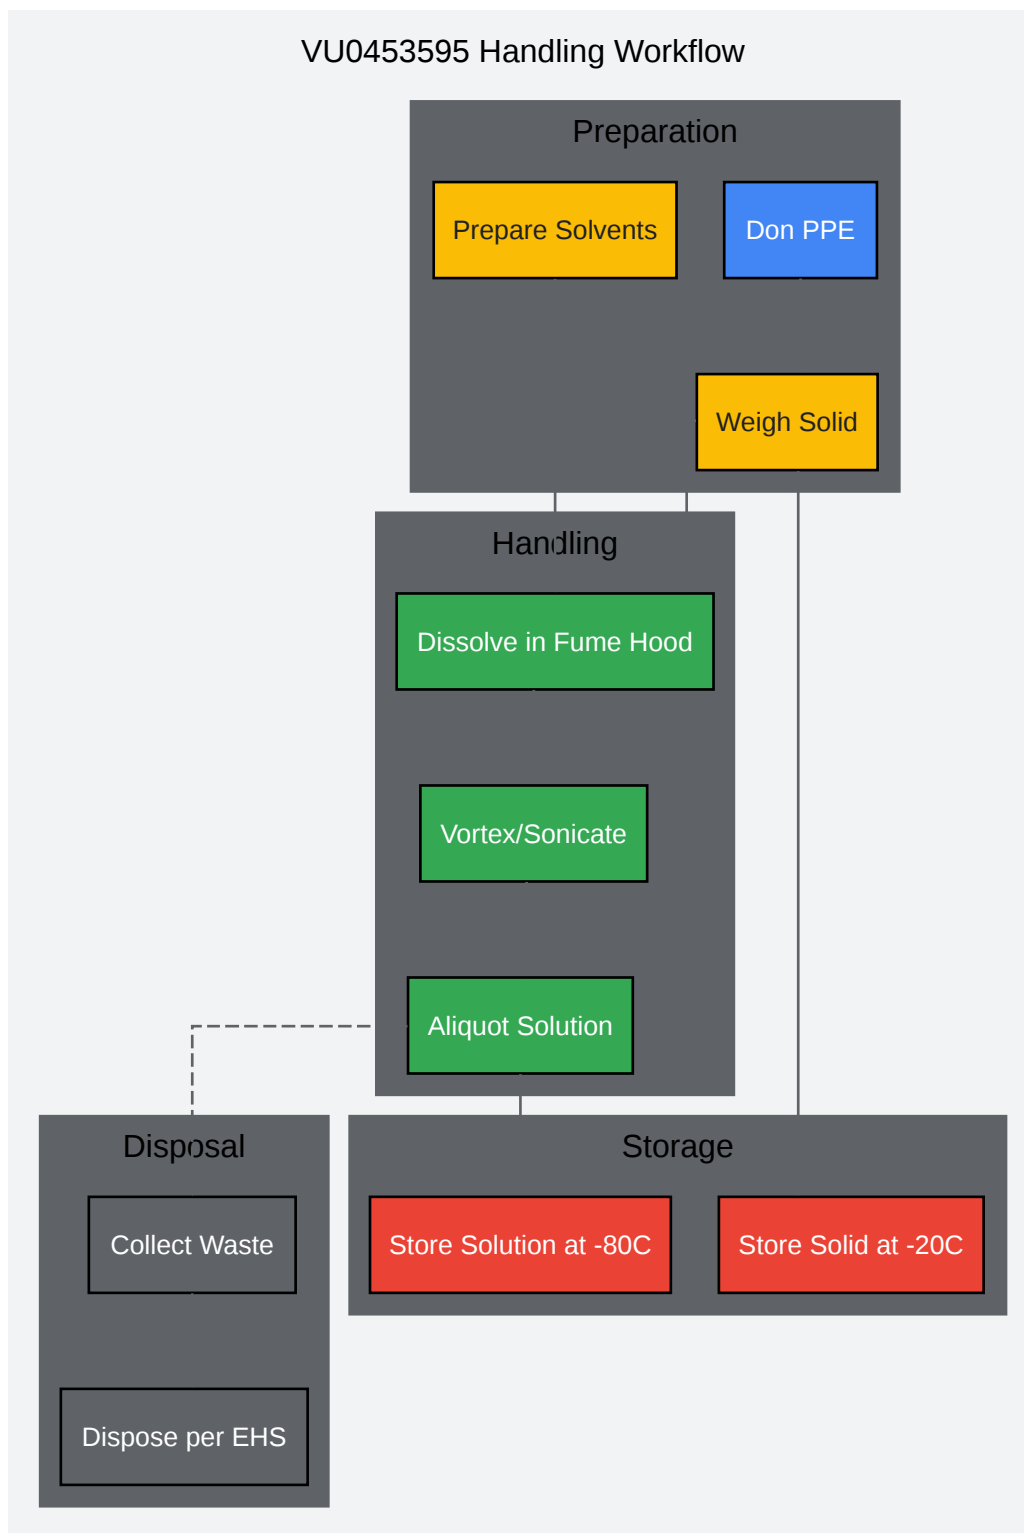 VU0453595 Handling Workflow
Preparation
Prepare Solvents
Don PPE
Weigh Solid
Handling
Dissolve in Fume Hood
Vortex/Sonicate
Aliquot Solution
Disposal
Collect Waste
Dispose per EHS
Storage
Store Solution at -80C
Store Solid at -20C